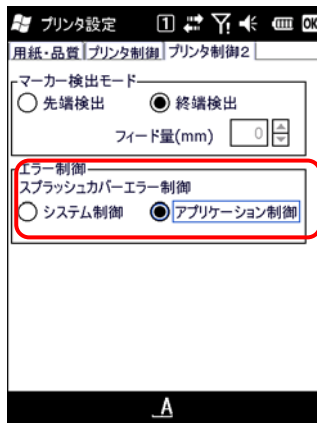 プリンタ設定 1 OK
用紙・品質 プリンタ制御 プリンタ制御2
マーカー検出モード
先端検出 終端検出
フィード量(mm) 0
エラー制御
スプラッシュカバーエラー制御
システム制御 アプリケーション制御
A